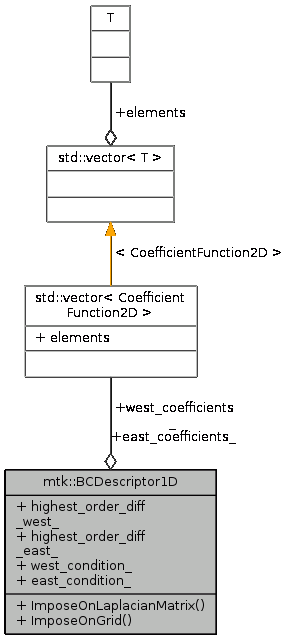 T
+elements
std::vector< T >
< CoefficientFunction2D >
std::vector< Coefficient
Function2D >
+ elements
+west_coefficients
_
+east_coefficients_
mtk::BCDescriptor1D
+ highest_order_diff
_west_
+ highest_order_diff
_east_
+ west_condition_
+ east_condition_
+ ImposeOnLaplacianMatrix()
+ ImposeOnGrid()